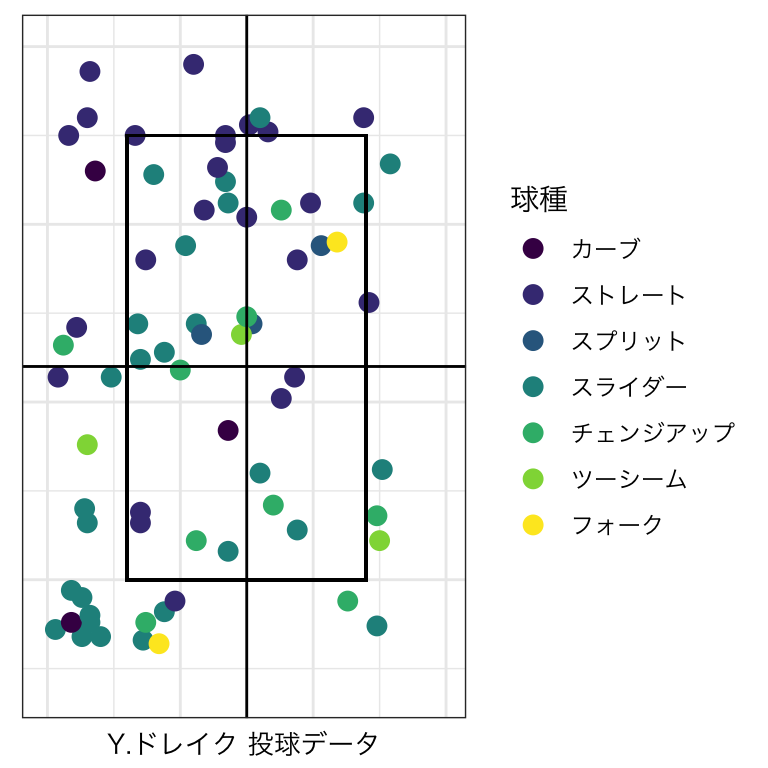 球種
カーブ
ストレート
スプリット
スライダー
チェンジアップ
ツーシーム
フォーク
Y.ドレイク 投球データ